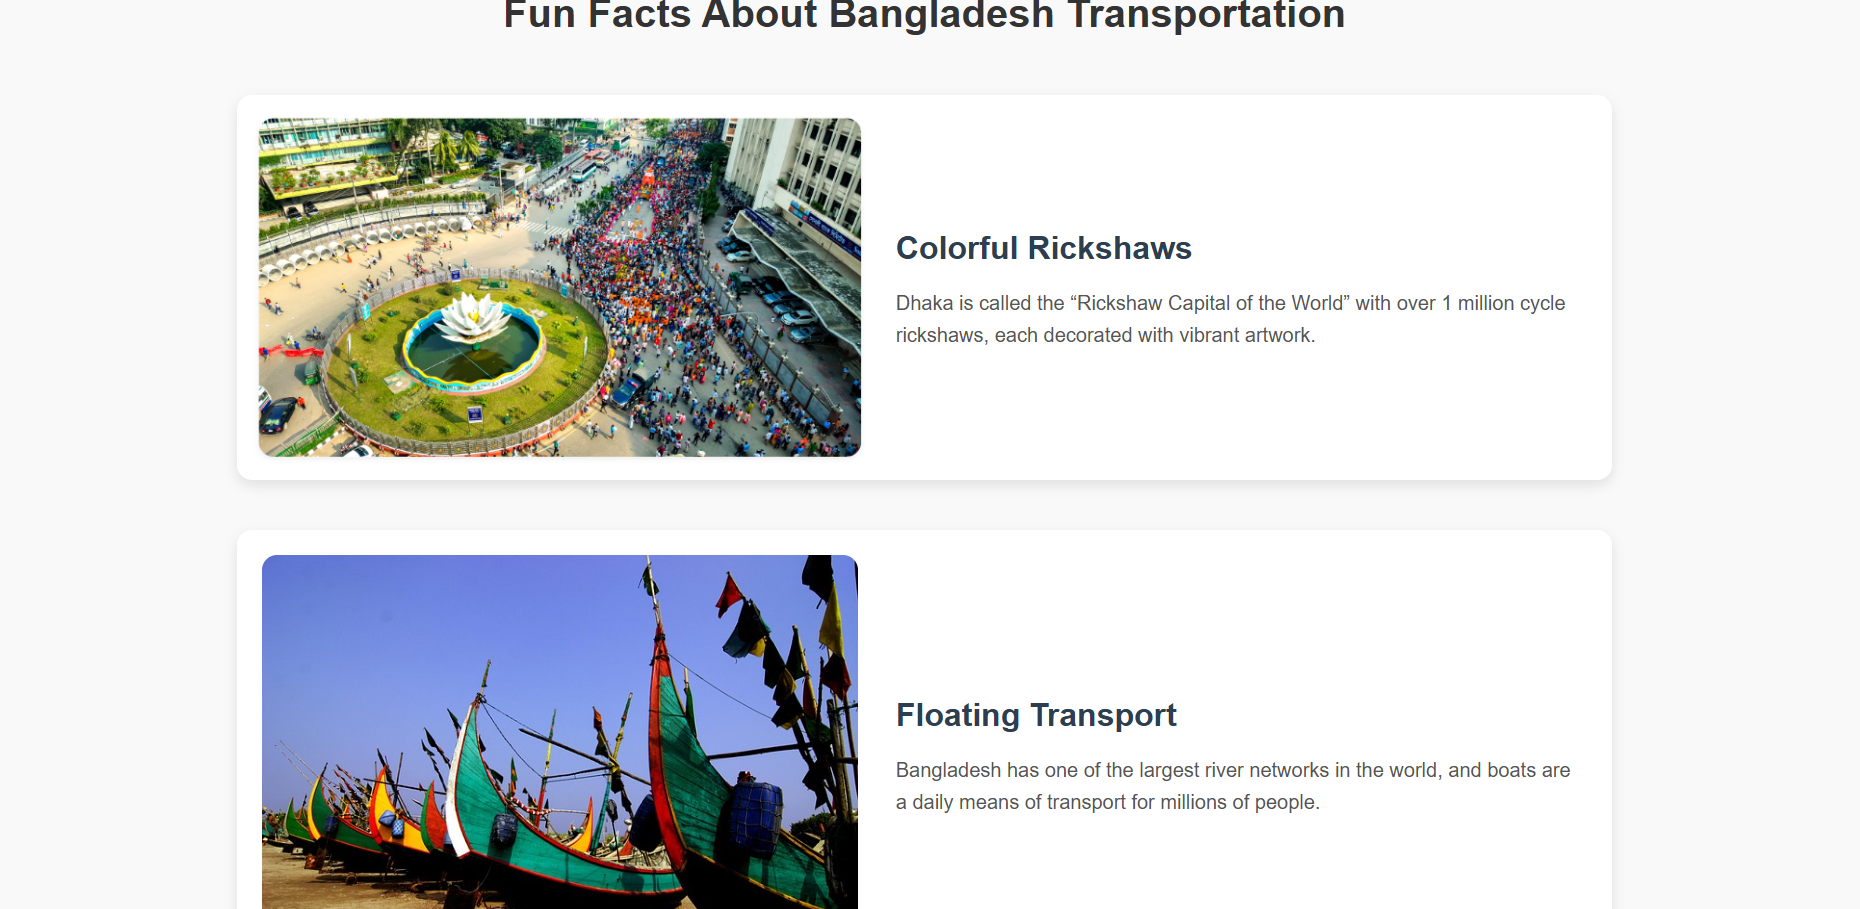 Fun Facts About Bangladesh Transportation
Colorful Rickshaws
Dhaka is called the “Rickshaw Capital of the World” with over 1 million cycle
rickshaws, each decorated with vibrant artwork.
Floating Transport
Bangladesh has one of the largest river networks in the world, and boats are
a daily means of transport for millions of people.